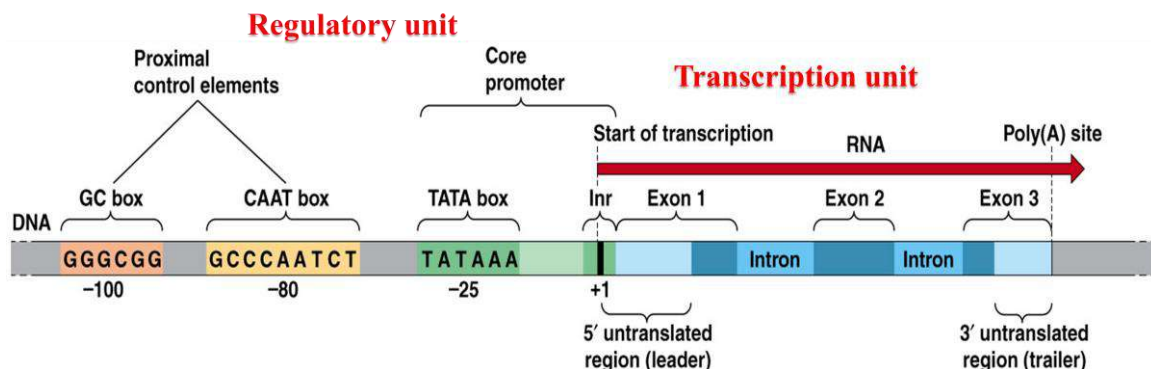 Regulatory unit
Proximal
control elements
Core
promoter
Transcription unit
Start of transcription
RNA
Poly(A) site
GC box
CAAT box
TATA box
Inr
Exon 1
Exon 2
Exon 3
DNA
GGGCGG
GCCCAATCT
TATAAA
Intron
Intron
–100
–80
–25
+1
5′ untranslated
region (leader)
3′ untranslated
region (trailer)